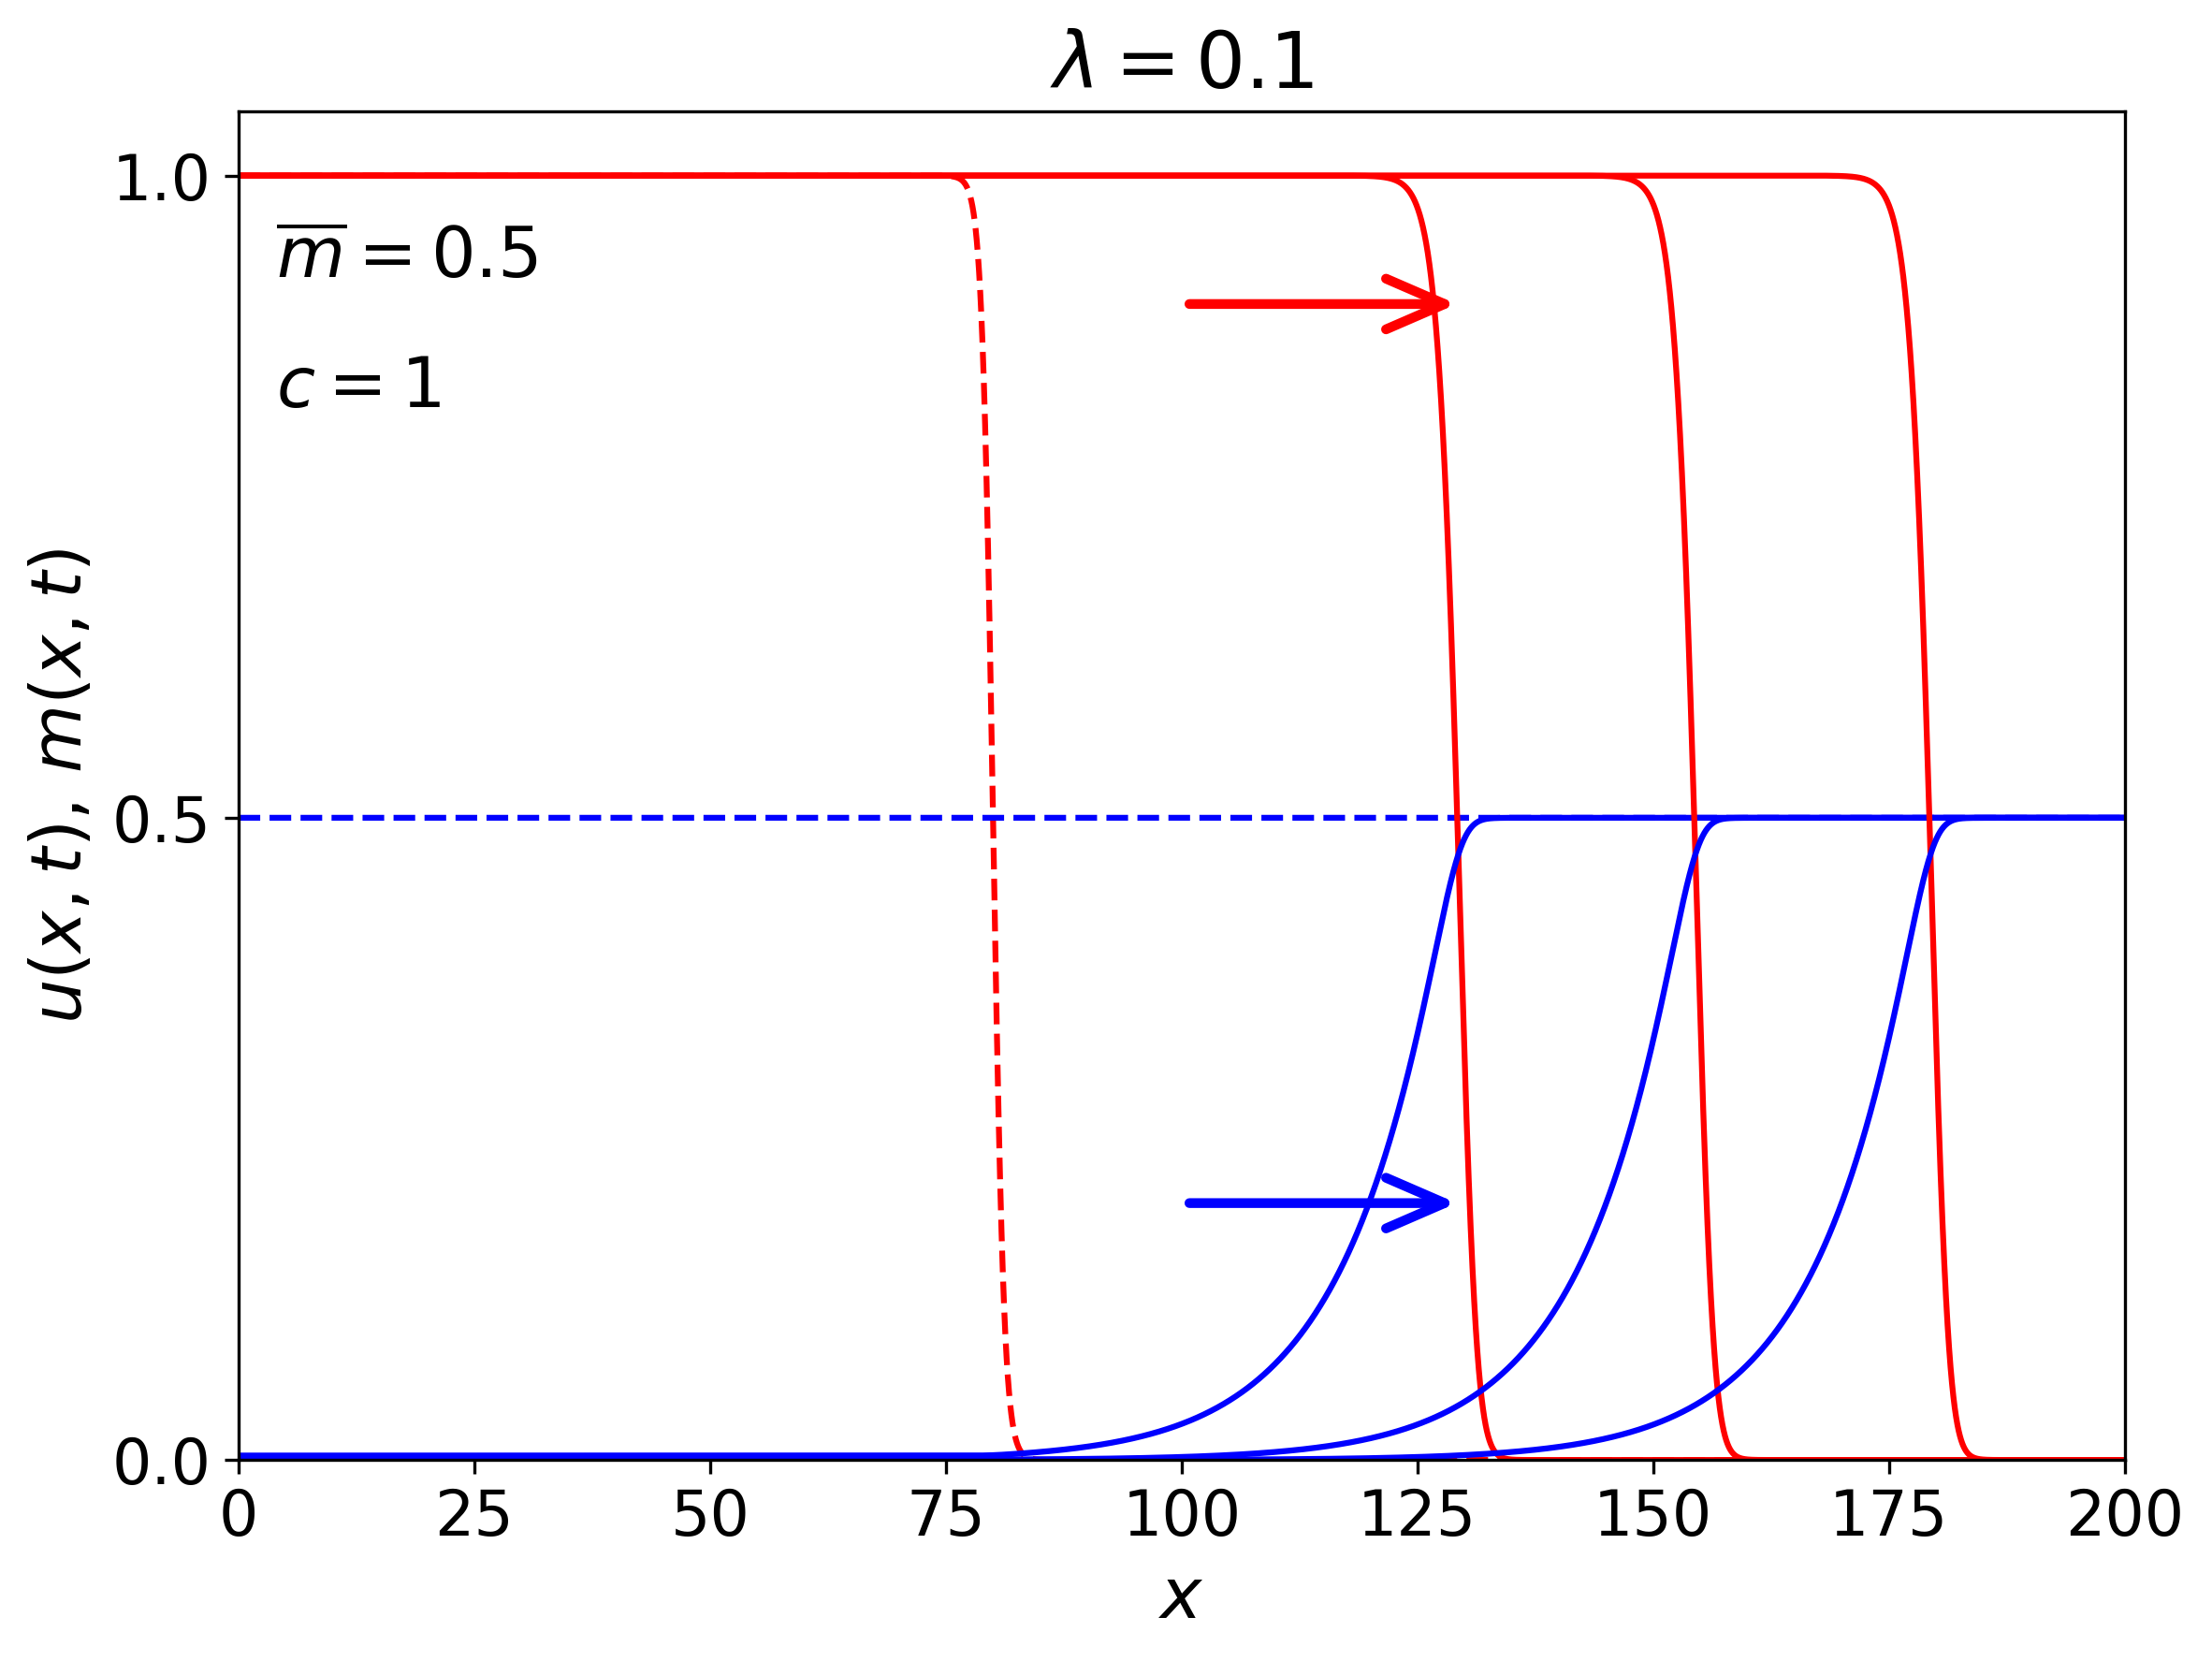 λ = 0.1
1.0
m̅ = 0.5
c = 1
u(x, t), m(x, t)
0.5
0.0
0 25 50 75 100 125 150 175 200
x